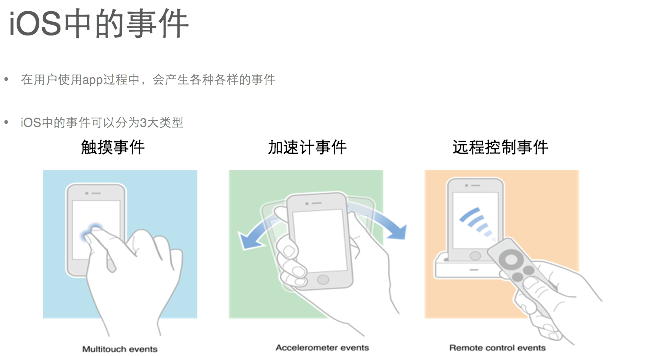 iOS中的事件
• 在用户使用app过程中，会产生各种各样的事件
• iOS中的事件可以分为3大类型
触摸事件 加速计事件 远程控制事件
Multitouch events Accelerometer events Remote control events